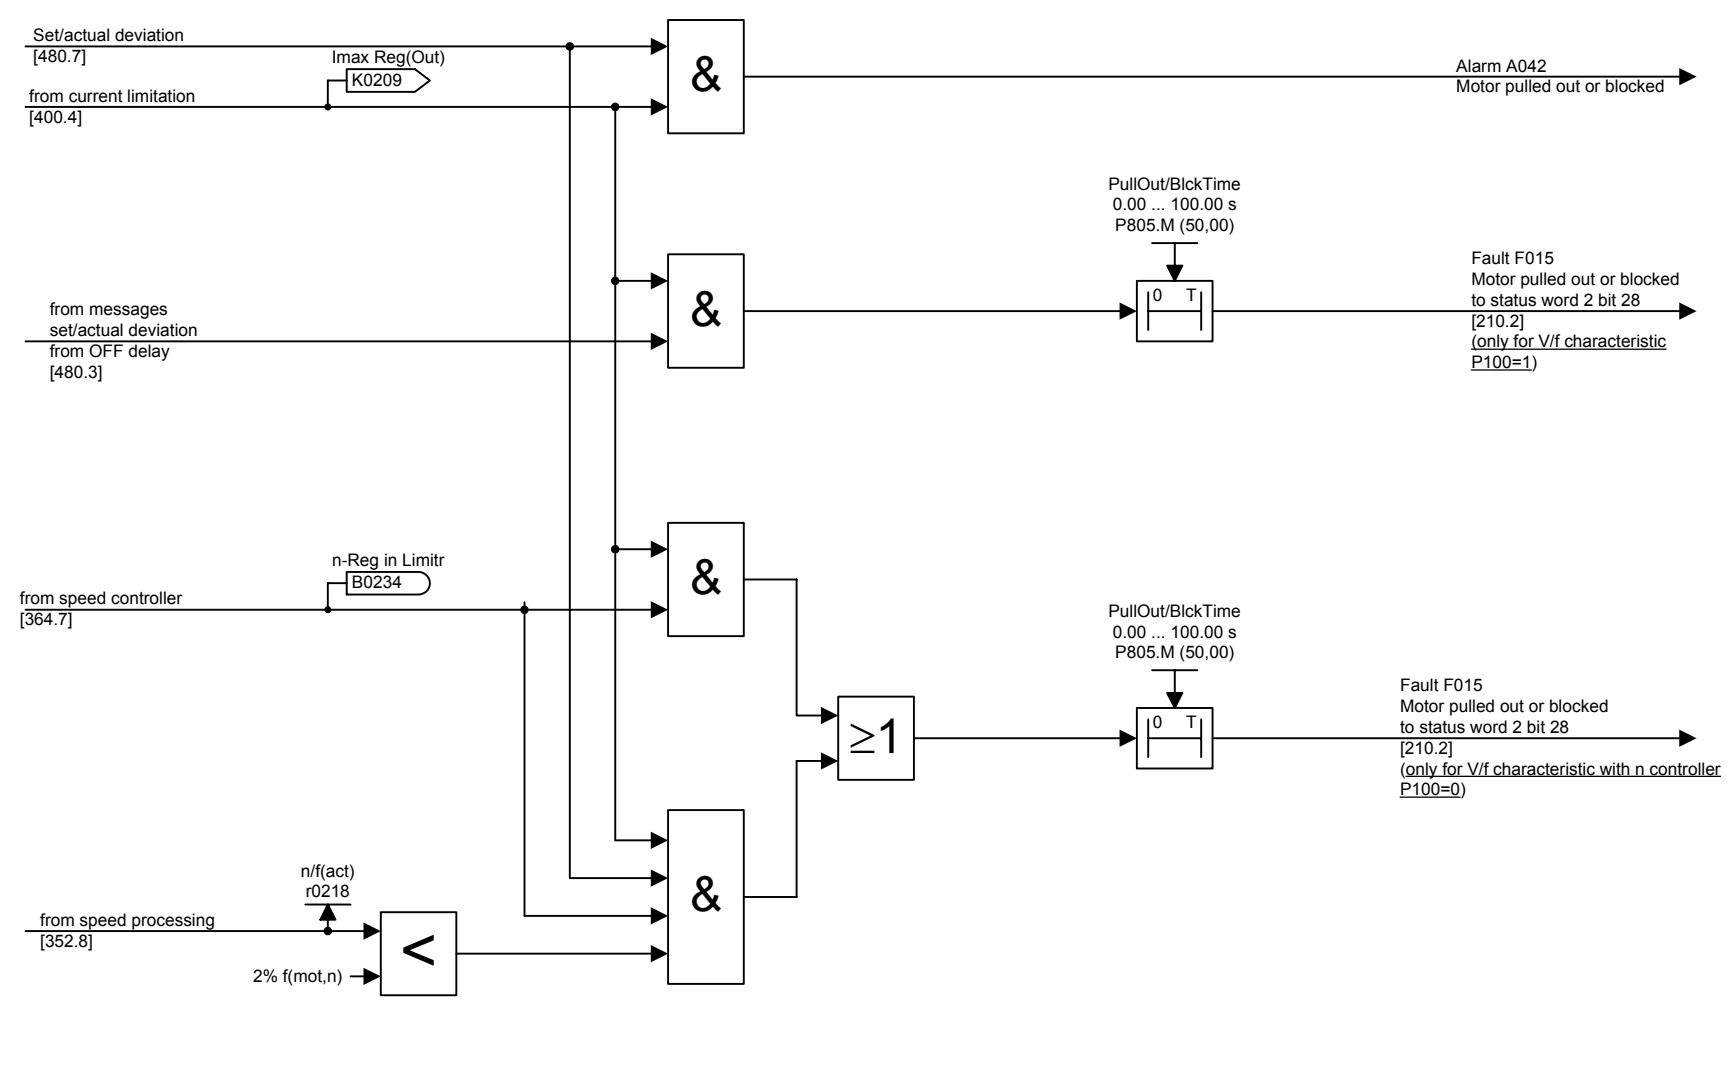 Set/actual deviation
[480.7]
Imax Reg(Out)
K0209
from current limitation
[400.4]
&
Alarm A042
Motor pulled out or blocked
PullOut/BlckTime
0.00 ... 100.00 s
P805.M (50,00)
from messages
set/actual deviation
from OFF delay
[480.3]
&
0 T
Fault F015
Motor pulled out or blocked
to status word 2 bit 28
[210.2]
(only for V/f characteristic
P100=1)
n-Reg in Limitr
B0234
from speed controller
[364.7]
&
PullOut/BlckTime
0.00 ... 100.00 s
P805.M (50,00)
≥1
0 T
Fault F015
Motor pulled out or blocked
to status word 2 bit 28
[210.2]
(only for V/f characteristic with n controller
P100=0)
n/f(act)
r0218
from speed processing
[352.8]
2% f(mot,n)
<
&